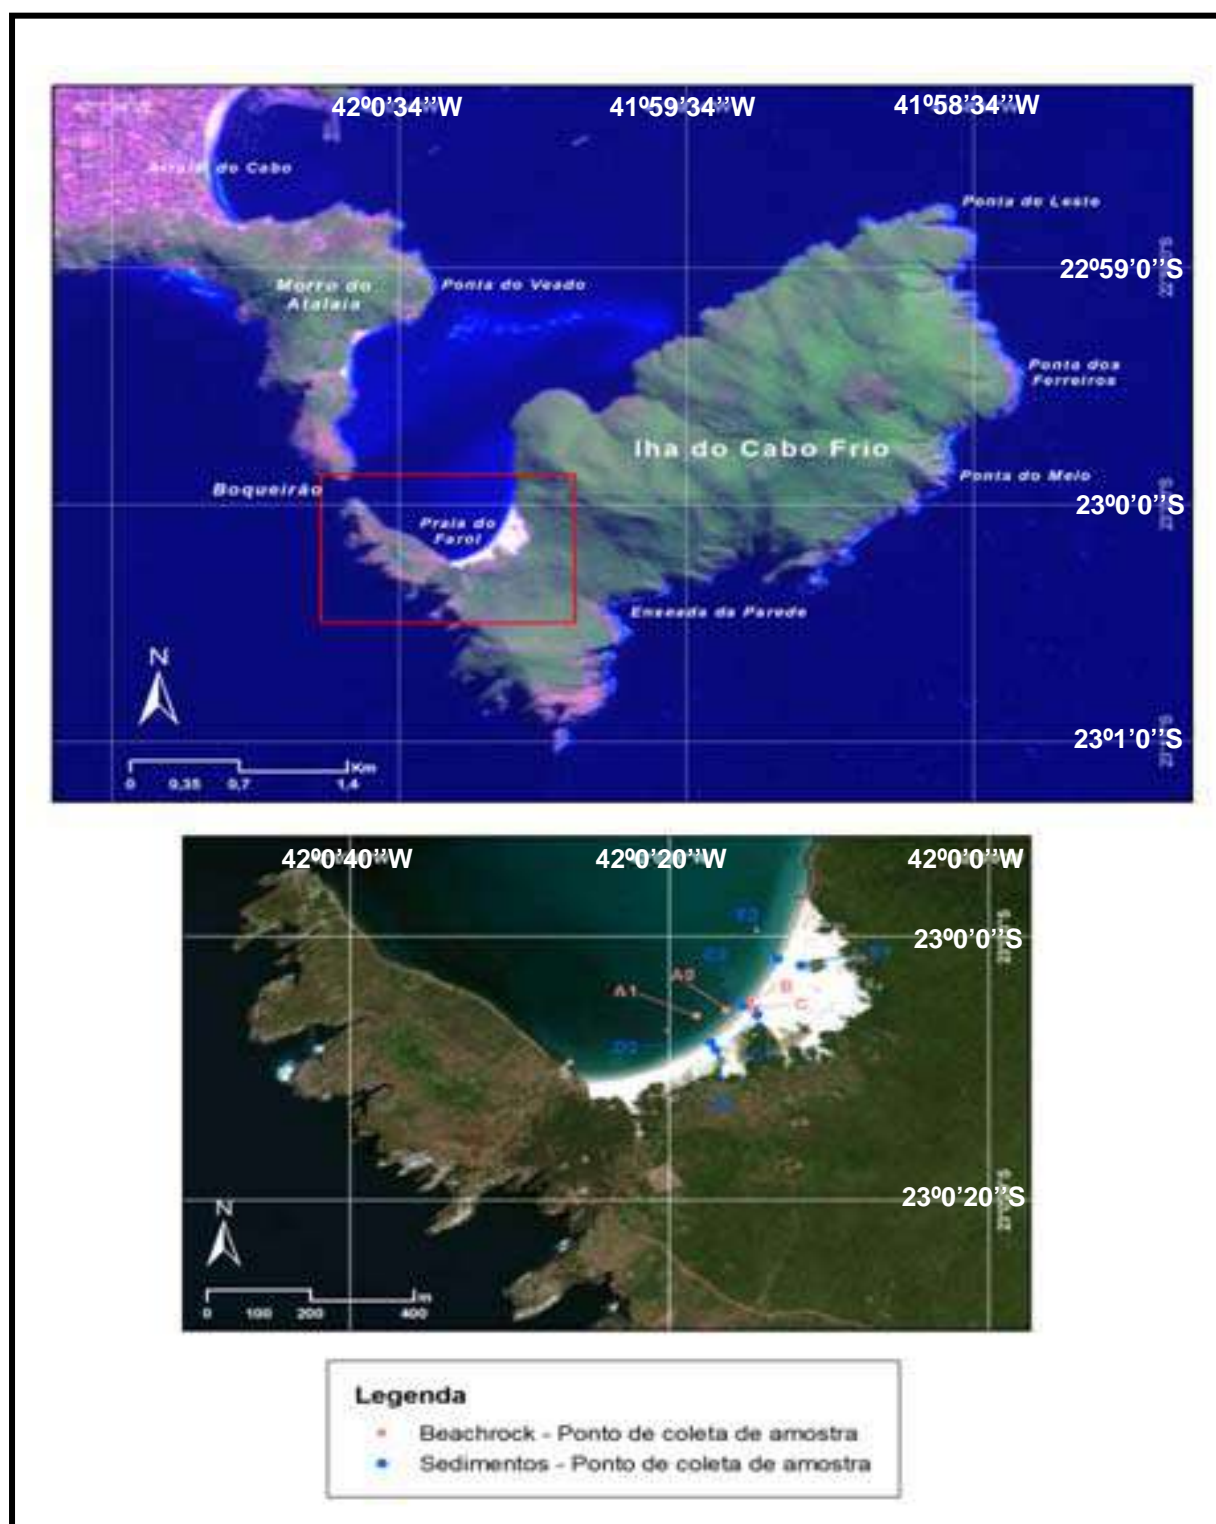 42º0'34''W
41º59'34''W
41º58'34''W
Arraial do Cabo
Ponta do Leste
22º59'0''S
Morro do
Atalaia
Ponta do Veado
Ponta dos
Ferreiros
Ilha do Cabo Frio
Boqueirão
Ponta do Meio
23º0'0''S
Praia do
Farol
Enseada da Parede
N
23º1'0''S
Km
0 0,35 0,7 1,4
42º0'40''W
42º0'20''W
42º0'0''W
23º0'0''S
A0
B
A1
C
23º0'20''S
N
m
0 100 200 400
Legenda
Beachrock - Ponto de coleta de amostra
Sedimentos - Ponto de coleta de amostra